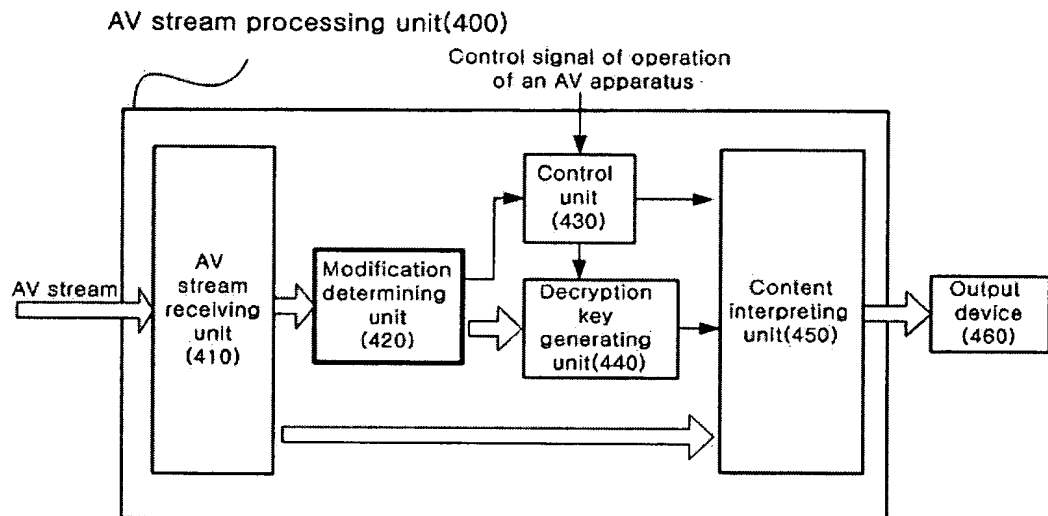 AV stream processing unit(400)
Control signal of operation
of an AV apparatus
AV stream
AV
stream
receiving
unit
(410)
Modification
determining
unit
(420)
Control
unit
(430)
Decryption
key
generating
unit(440)
Content
interpreting
unit(450)
Output
device
(460)